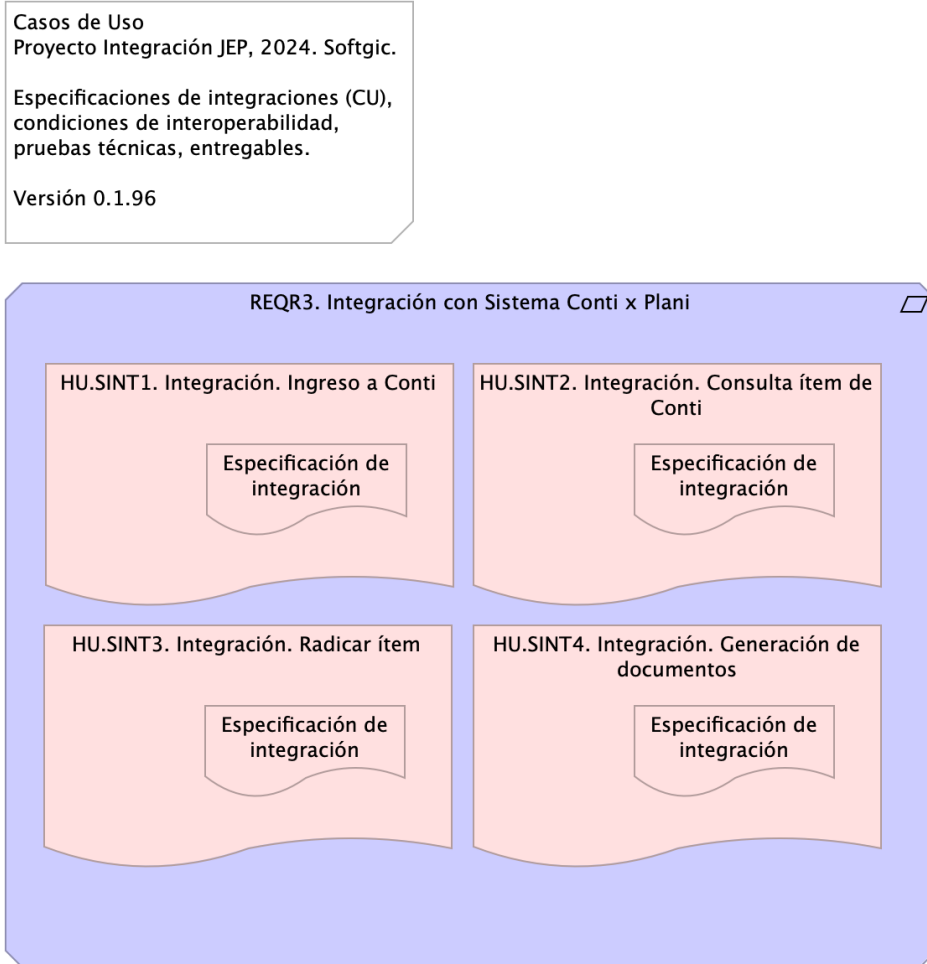 Casos de Uso
Proyecto Integración JEP, 2024. Softgic.
Especificaciones de integraciones (CU),
condiciones de interoperabilidad,
pruebas técnicas, entregables.
Versión 0.1.96
REQR3. Integración con Sistema Conti x Plani
HU.SINT1. Integración. Ingreso a Conti
Especificación de
integración
HU.SINT2. Integración. Consulta ítem de
Conti
Especificación de
integración
HU.SINT3. Integración. Radicar ítem
Especificación de
integración
HU.SINT4. Integración. Generación de
documentos
Especificación de
integración